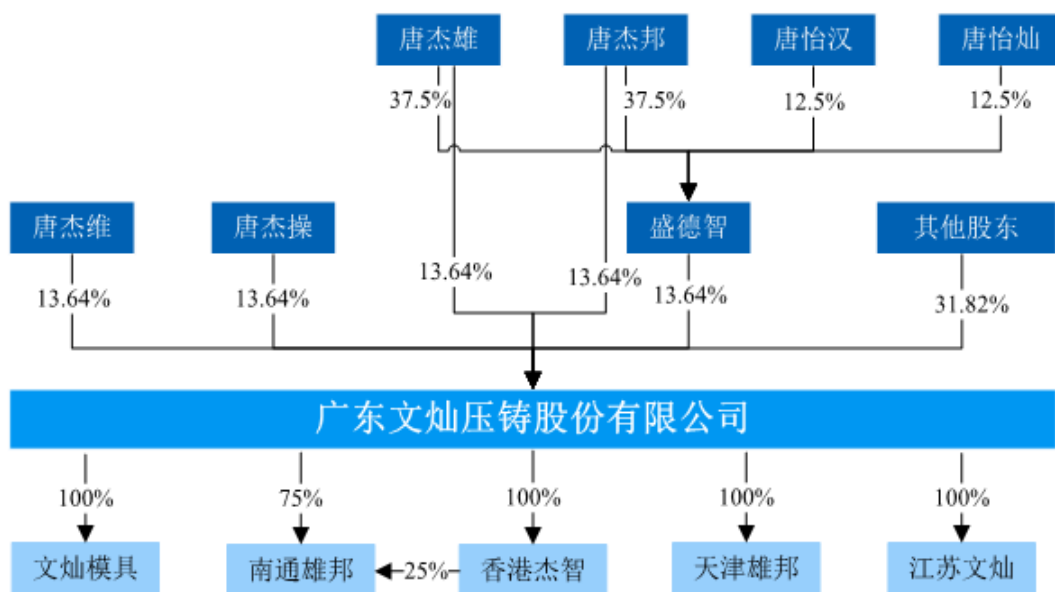 唐杰雄 唐杰邦 唐怡汉 唐怡灿
37.5% 37.5% 12.5% 12.5%
唐杰维 唐杰操 盛德智 其他股东
13.64% 13.64%
13.64% 13.64% 13.64% 31.82%
广东文灿压铸股份有限公司
100% 75% 100% 100% 100%
文灿模具 南通雄邦 25% 香港杰智 天津雄邦 江苏文灿